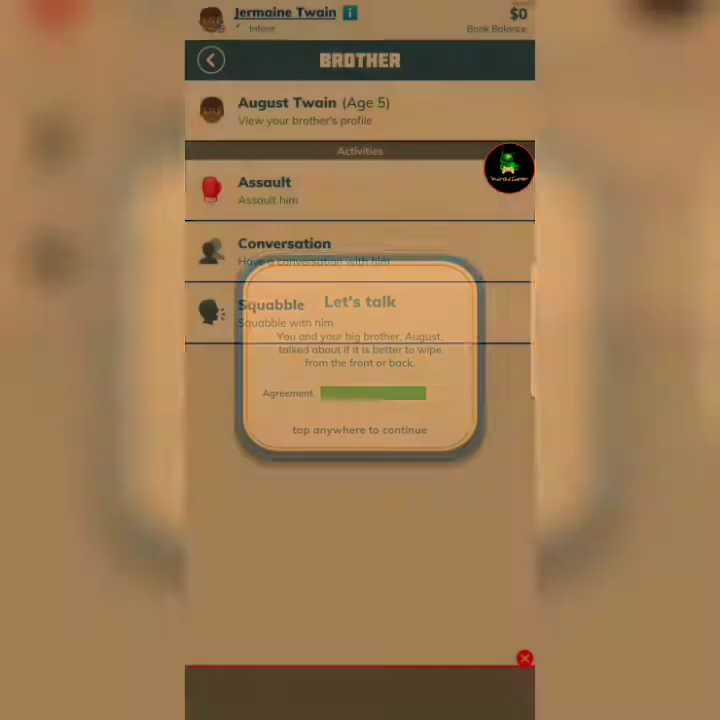 Jermaine Twain
$0
Infant
Bank Balance
BROTHER
August Twain (Age 5)
View your brother's profile
Activities
Assault
Assault him
Conversation
Have a conversation with him
Squabble
Squabble with him
Let's talk
You and your big brother, August,
talked about if it is better to wipe
from the front or back.
Agreement
tap anywhere to continue